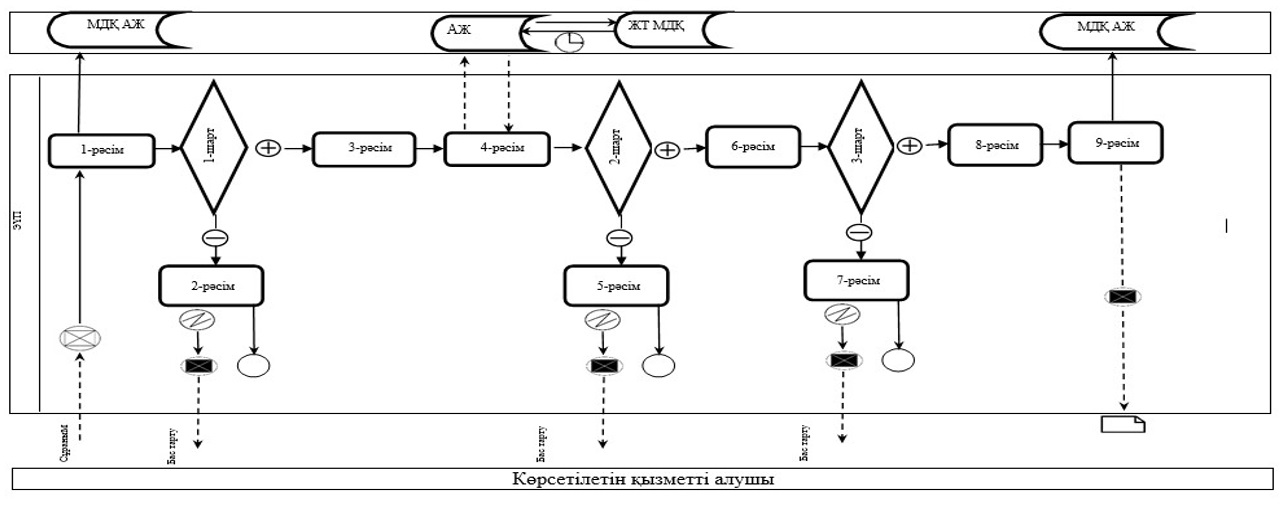 МДҚ АЖ
АЖ
ЖТ МДҚ
МДҚ АЖ
ЭҮП
1-рәсім
1-шарт
3-рәсім
4-рәсім
2-шарт
6-рәсім
3-шарт
8-рәсім
9-рәсім
2-рәсім
5-рәсім
7-рәсім
Сұраным
Бас тарту
Бас тарту
Бас тарту
Көрсетілетін қызметті алушы